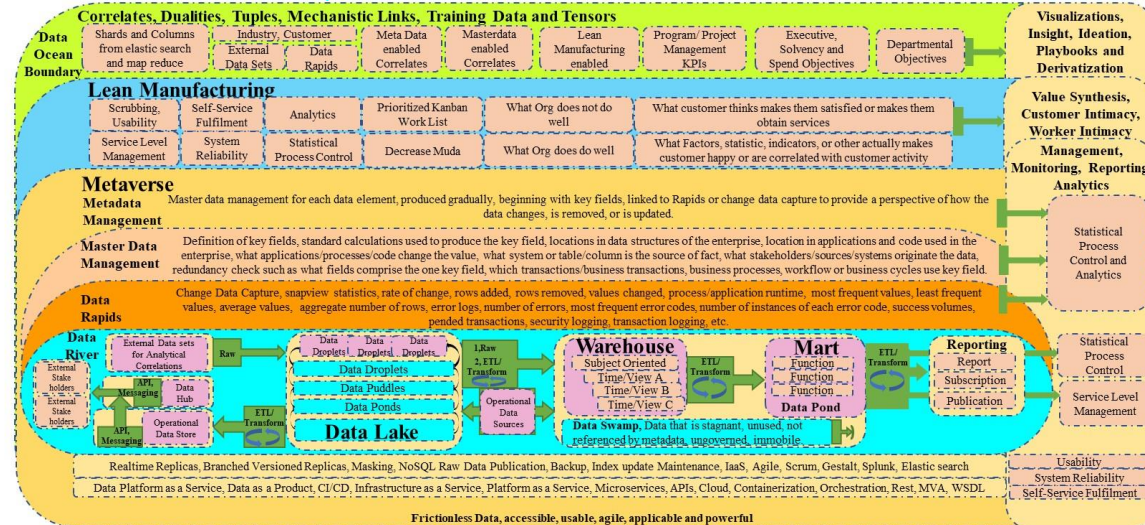 Correlates, Dualities, Tuples, Mechanistic Links, Training Data and Tensors
Data
Ocean
Boundary
Shards and Columns
from elastic search
and map reduce
Industry, Customer
External
Data Sets
Data
Rapids
Meta Data
enabled
Correlates
Masterdata
enabled
Correlates
Lean
Manufacturing
enabled
Program/ Project
Management
KPIs
Executive,
Solvency and
Spend Objectives
Departmental
Objectives
Visualizations,
Insight, Ideation,
Playbooks and
Derivatization
Lean Manufacturing
Scrubbing,
Usability
Self-Service
Fulfilment
Analytics
Prioritized Kanban
Work List
What Org does not do
well
What customer thinks makes them satisfied or makes them
obtain services
Service Level
Management
System
Reliability
Statistical
Process Control
Decrease Muda
What Org does do well
What Factors, statistic, indicators, or other actually makes
customer happy or are correlated with customer activity
Value Synthesis,
Customer Intimacy,
Worker Intimacy
Management,
Monitoring, Reporting
Analytics
Metaverse
Metadata
Management
Master data management for each data element, produced gradually, beginning with key fields, linked to Rapids or change data capture to provide a perspective of how the
data changes, is removed, or is updated.
Master Data
Management
Definition of key fields, standard calculations used to produce the key field, locations in data structures of the enterprise, location in applications and code used in the
enterprise, what applications/processes/code change the value, what system or table/column is the source of fact, what stakeholders/sources/systems originate the data,
redundancy check such as what fields comprise the one key field, which transactions/business transactions, business processes, workflow or business cycles use key field.
Statistical
Process
Control and
Analytics
Data
Rapids
Change Data Capture, snapview statistics, rate of change, rows added, rows removed, values changed, process/application runtime, most frequent values, least frequent
values, average values, aggregate number of rows, error logs, number of errors, most frequent error codes, number of instances of each error code, success volumes,
pended transactions, security logging, transaction logging, etc.
Data
River
External Data sets
for Analytical
Correlations
Raw
External
Stake
holders
External
Stake
holders
API,
Messaging
Data
Hub
API,
Messaging
Operational
Data Store
ETL/
Transform
Data
Droplets
Data
Droplets
Data
Droplets
Data Droplets
Data Puddles
Data Ponds
Data Lake
1,Raw
2, ETL/
Transform
Operational
Data
Sources
Warehouse
Subject Oriented
Time/View A
Time/View B
Time/View C
ETL/
Transform
Mart
Function
Function
Function
Data Pond
Data Swamp, Data that is stagnant, unused, not
referenced by metadata, ungoverned, immobile
ETL/
Transform
Reporting
Report
Subscription
Publication
Statistical
Process
Control
Service Level
Management
Realtime Replicas, Branched Versioned Replicas, Masking, NoSQL Raw Data Publication, Backup, Index update Maintenance, IaaS, Agile, Scrum, Gestalt, Splunk, Elastic search
Data Platform as a Service, Data as a Product, CI/CD, Infrastructure as a Service, Platform as a Service, Microservices, APIs, Cloud, Containerization, Orchestration, Rest, MVA, WSDL
Usability
System Reliability
Self-Service Fulfilment
Frictionless Data, accessible, usable, agile, applicable and powerful